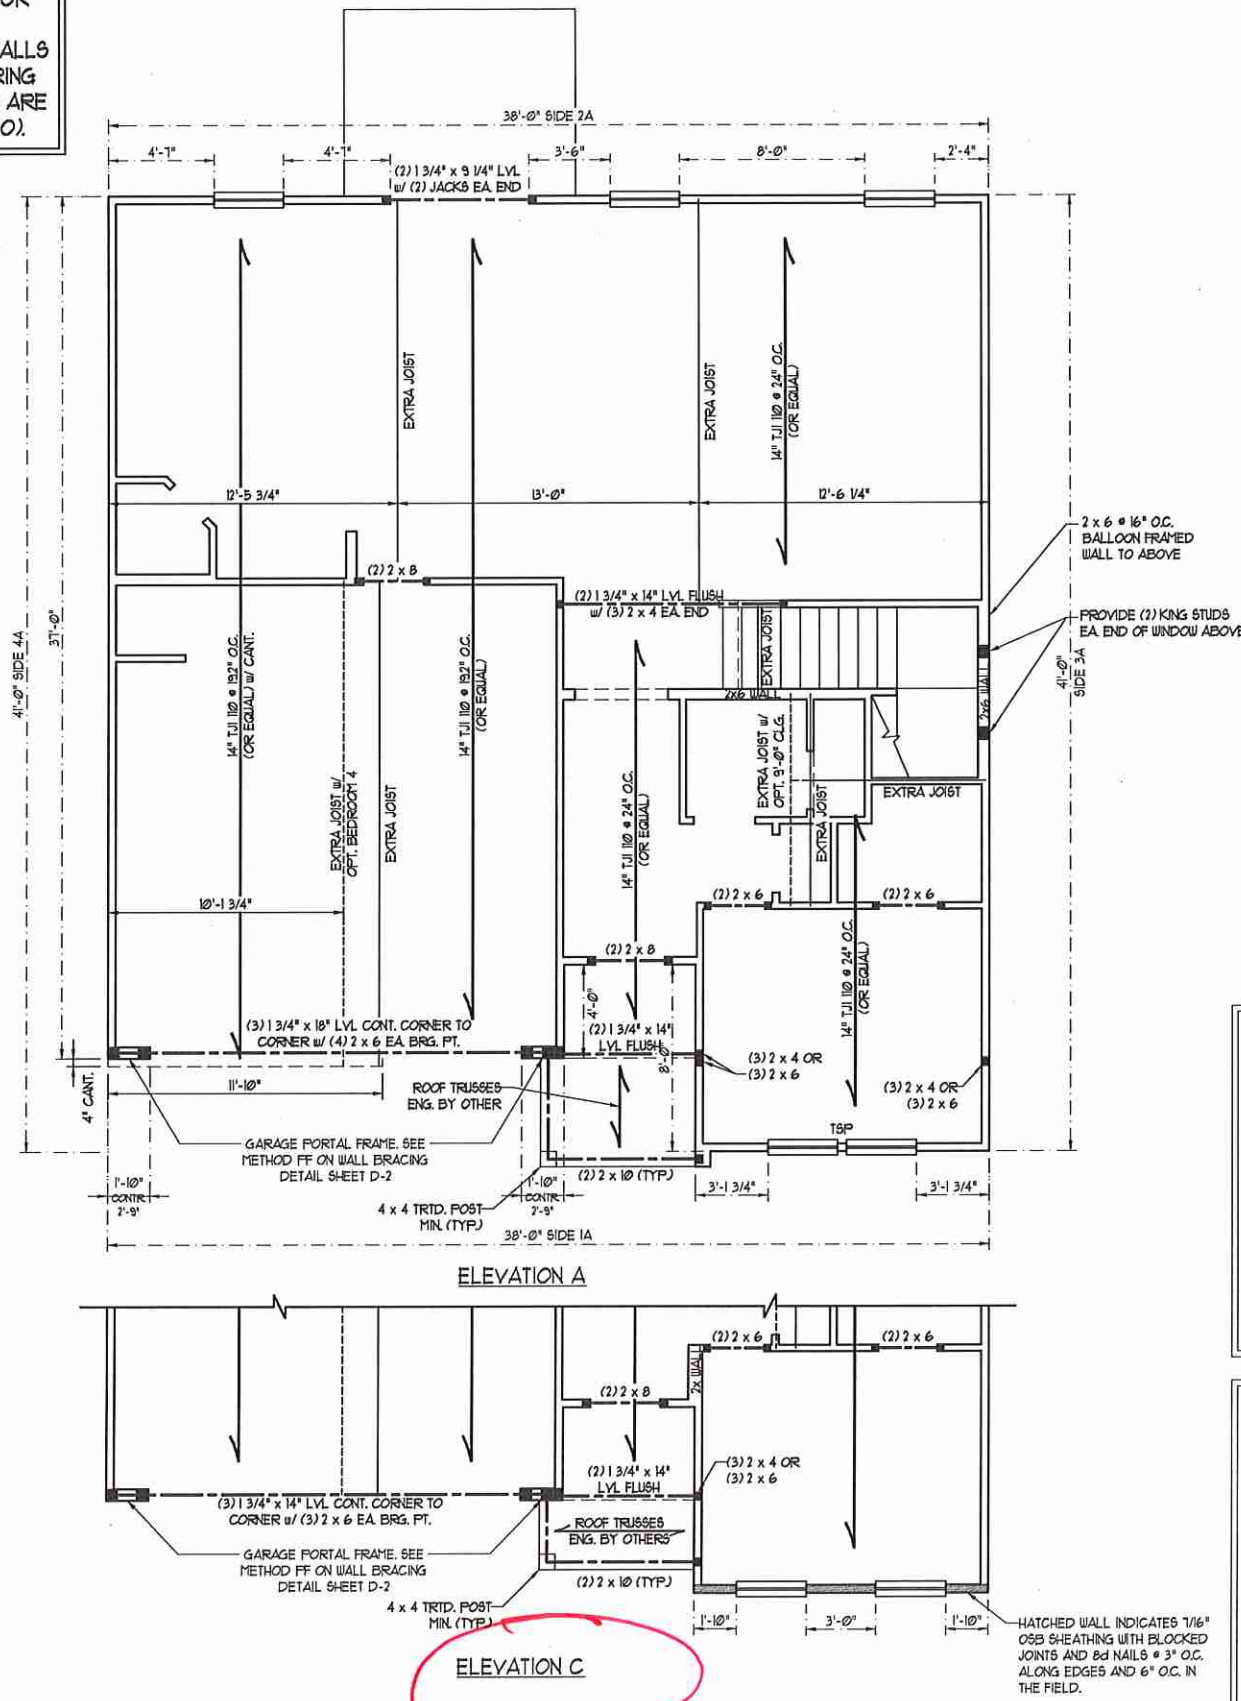 OR
ALLS
RING
ARE
O).
38'-0" SIDE 2A
4'-7"
4'-7"
3'-6"
8'-0"
2'-4"
(2) 1 3/4" x 9 1/4" LVL
w/ (2) JACKS EA. END
EXTRA JOIST
EXTRA JOIST
14" TJI 110 @ 24" O.C.
(OR EQUAL)
12'-5 3/4"
13'-0"
12'-6 1/4"
2 x 6 @ 16" O.C.
BALLOON FRAMED
WALL TO ABOVE
(2) 2 x 8
(2) 1 3/4" x 14" LVL FLUSH
w/ (3) 2 x 4 EA. END
PROVIDE (2) KING STUDS
EA. END OF WINDOW ABOVE
41'-0" SIDE 4A
37'-0"
14" TJI 110 @ 19.2" O.C.
(OR EQUAL) w/ CANT.
14" TJI 110 @ 19.2" O.C.
(OR EQUAL)
EXTRA JOIST
2x6 WALL
2x6 WALL
41'-0"
SIDE 3A
EXTRA JOIST w/
OPT. BEDROOM 4
EXTRA JOIST
14" TJI 110 @ 24" O.C.
(OR EQUAL)
EXTRA JOIST w/
OPT. 9'-0" CLG.
EXTRA JOIST
EXTRA JOIST
10'-1 3/4"
(2) 2 x 6
(2) 2 x 6
14" TJI 110 @ 24" O.C.
(OR EQUAL)
(2) 2 x 8
4'-0"
8'-0"
(3) 1 3/4" x 18" LVL CONT. CORNER TO
CORNER w/ (4) 2 x 6 EA. BRG. PT.
(2) 1 3/4" x 14"
LVL FLUSH
(3) 2 x 4 OR
(3) 2 x 6
(3) 2 x 4 OR
(3) 2 x 6
4" CANT.
11'-10"
ROOF TRUSSES
ENG. BY OTHER
TSP
GARAGE PORTAL FRAME. SEE
METHOD PF ON WALL BRACING
DETAIL SHEET D-2
(2) 2 x 10 (TYP.)
1'-10"
CONTR
2'-9"
1'-10"
CONTR
2'-9"
3'-1 3/4"
3'-1 3/4"
4 x 4 TRTD. POST
MIN. (TYP.)
38'-0" SIDE 1A
ELEVATION A
(2) 2 x 6
(2) 2 x 6
2x WALL
(2) 2 x 8
(3) 1 3/4" x 14" LVL CONT. CORNER TO
CORNER w/ (3) 2 x 6 EA. BRG. PT.
(2) 1 3/4" x 14"
LVL FLUSH
(3) 2 x 4 OR
(3) 2 x 6
ROOF TRUSSES
ENG. BY OTHERS
GARAGE PORTAL FRAME. SEE
METHOD PF ON WALL BRACING
DETAIL SHEET D-2
(2) 2 x 10 (TYP.)
4 x 4 TRTD. POST
MIN. (TYP.)
1'-10"
3'-0"
1'-10"
HATCHED WALL INDICATES 7/16"
OSB SHEATHING WITH BLOCKED
JOINTS AND 8d NAILS @ 3" O.C.
ALONG EDGES AND 6" O.C. IN
THE FIELD.
ELEVATION C